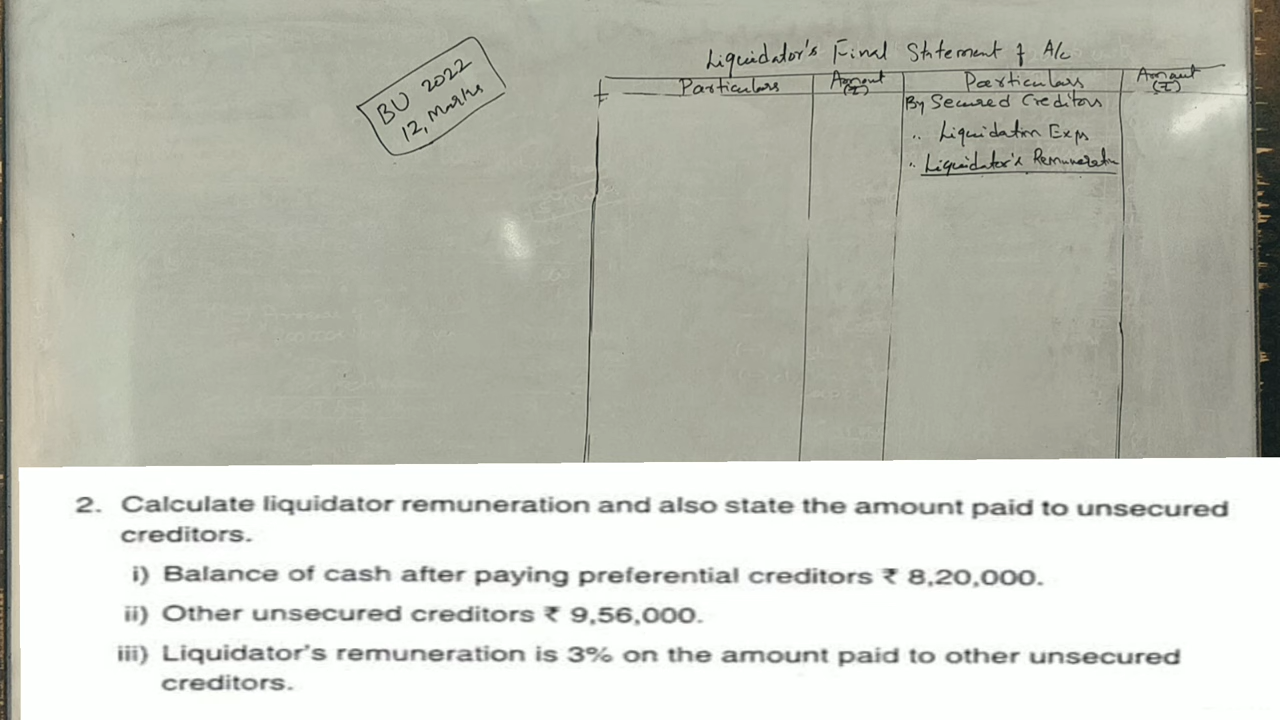 BU 2022
12, Marks
Liquidator's Final Statement of A/c
Particulars Amount (₹) Particulars Amount (₹)
By Secured Creditors
" Liquidation Exps
" Liquidator's Remuneratn
2. Calculate liquidator remuneration and also state the amount paid to unsecured
creditors.
i) Balance of cash after paying preferential creditors ₹ 8,20,000.
ii) Other unsecured creditors ₹ 9,56,000.
iii) Liquidator's remuneration is 3% on the amount paid to other unsecured
creditors.